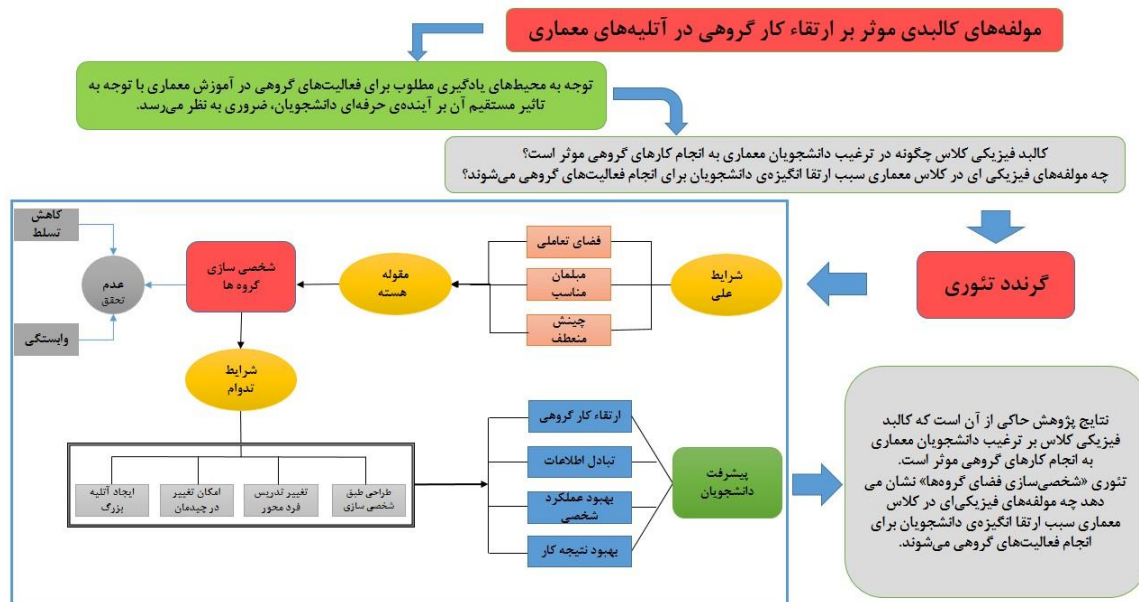 مولفه‌های کالبدی موثر بر ارتقاء کار گروهی در آتلیه‌های معماری
توجه به محیط‌های یادگیری مطلوب برای فعالیت‌های گروهی در آموزش معماری با توجه به
تاثیر مستقیم آن بر آینده‌ی حرفه‌ای دانشجویان، ضروری به نظر می‌رسد.
کالبد فیزیکی کلاس چگونه در ترغیب دانشجویان معماری به انجام کارهای گروهی موثر است؟
چه مولفه‌های فیزیکی ای در کلاس معماری سبب ارتقا انگیزه‌ی دانشجویان برای انجام فعالیت‌های گروهی می‌شوند؟
گرندد تئوری
شرایط
علی
فضای تعاملی
مبلمان
مناسب
چینش
منعطف
مقوله
هسته
شخصی سازی
گروه ها
عدم
تحقق
کاهش
تسلط
وابستگی
شرایط
تدوام
طراحی طبق
شخصی سازی
تغییر تدریس
فرد محور
امکان تغییر
در چیدمان
ایجاد آتلیه
بزرگ
ارتقاء کار گروهی
تبادل اطلاعات
بهبود عملکرد
شخصی
بهبود نتیجه کار
پیشرفت
دانشجویان
نتایج پژوهش حاکی از آن است که کالبد
فیزیکی کلاس بر ترغیب دانشجویان معماری
به انجام کارهای گروهی موثر است.
تئوری «شخصی‌سازی فضای گروه‌ها» نشان می
دهد چه مولفه‌های فیزیکی‌ای در کلاس
معماری سبب ارتقا انگیزه‌ی دانشجویان برای
انجام فعالیت‌های گروهی می‌شوند.